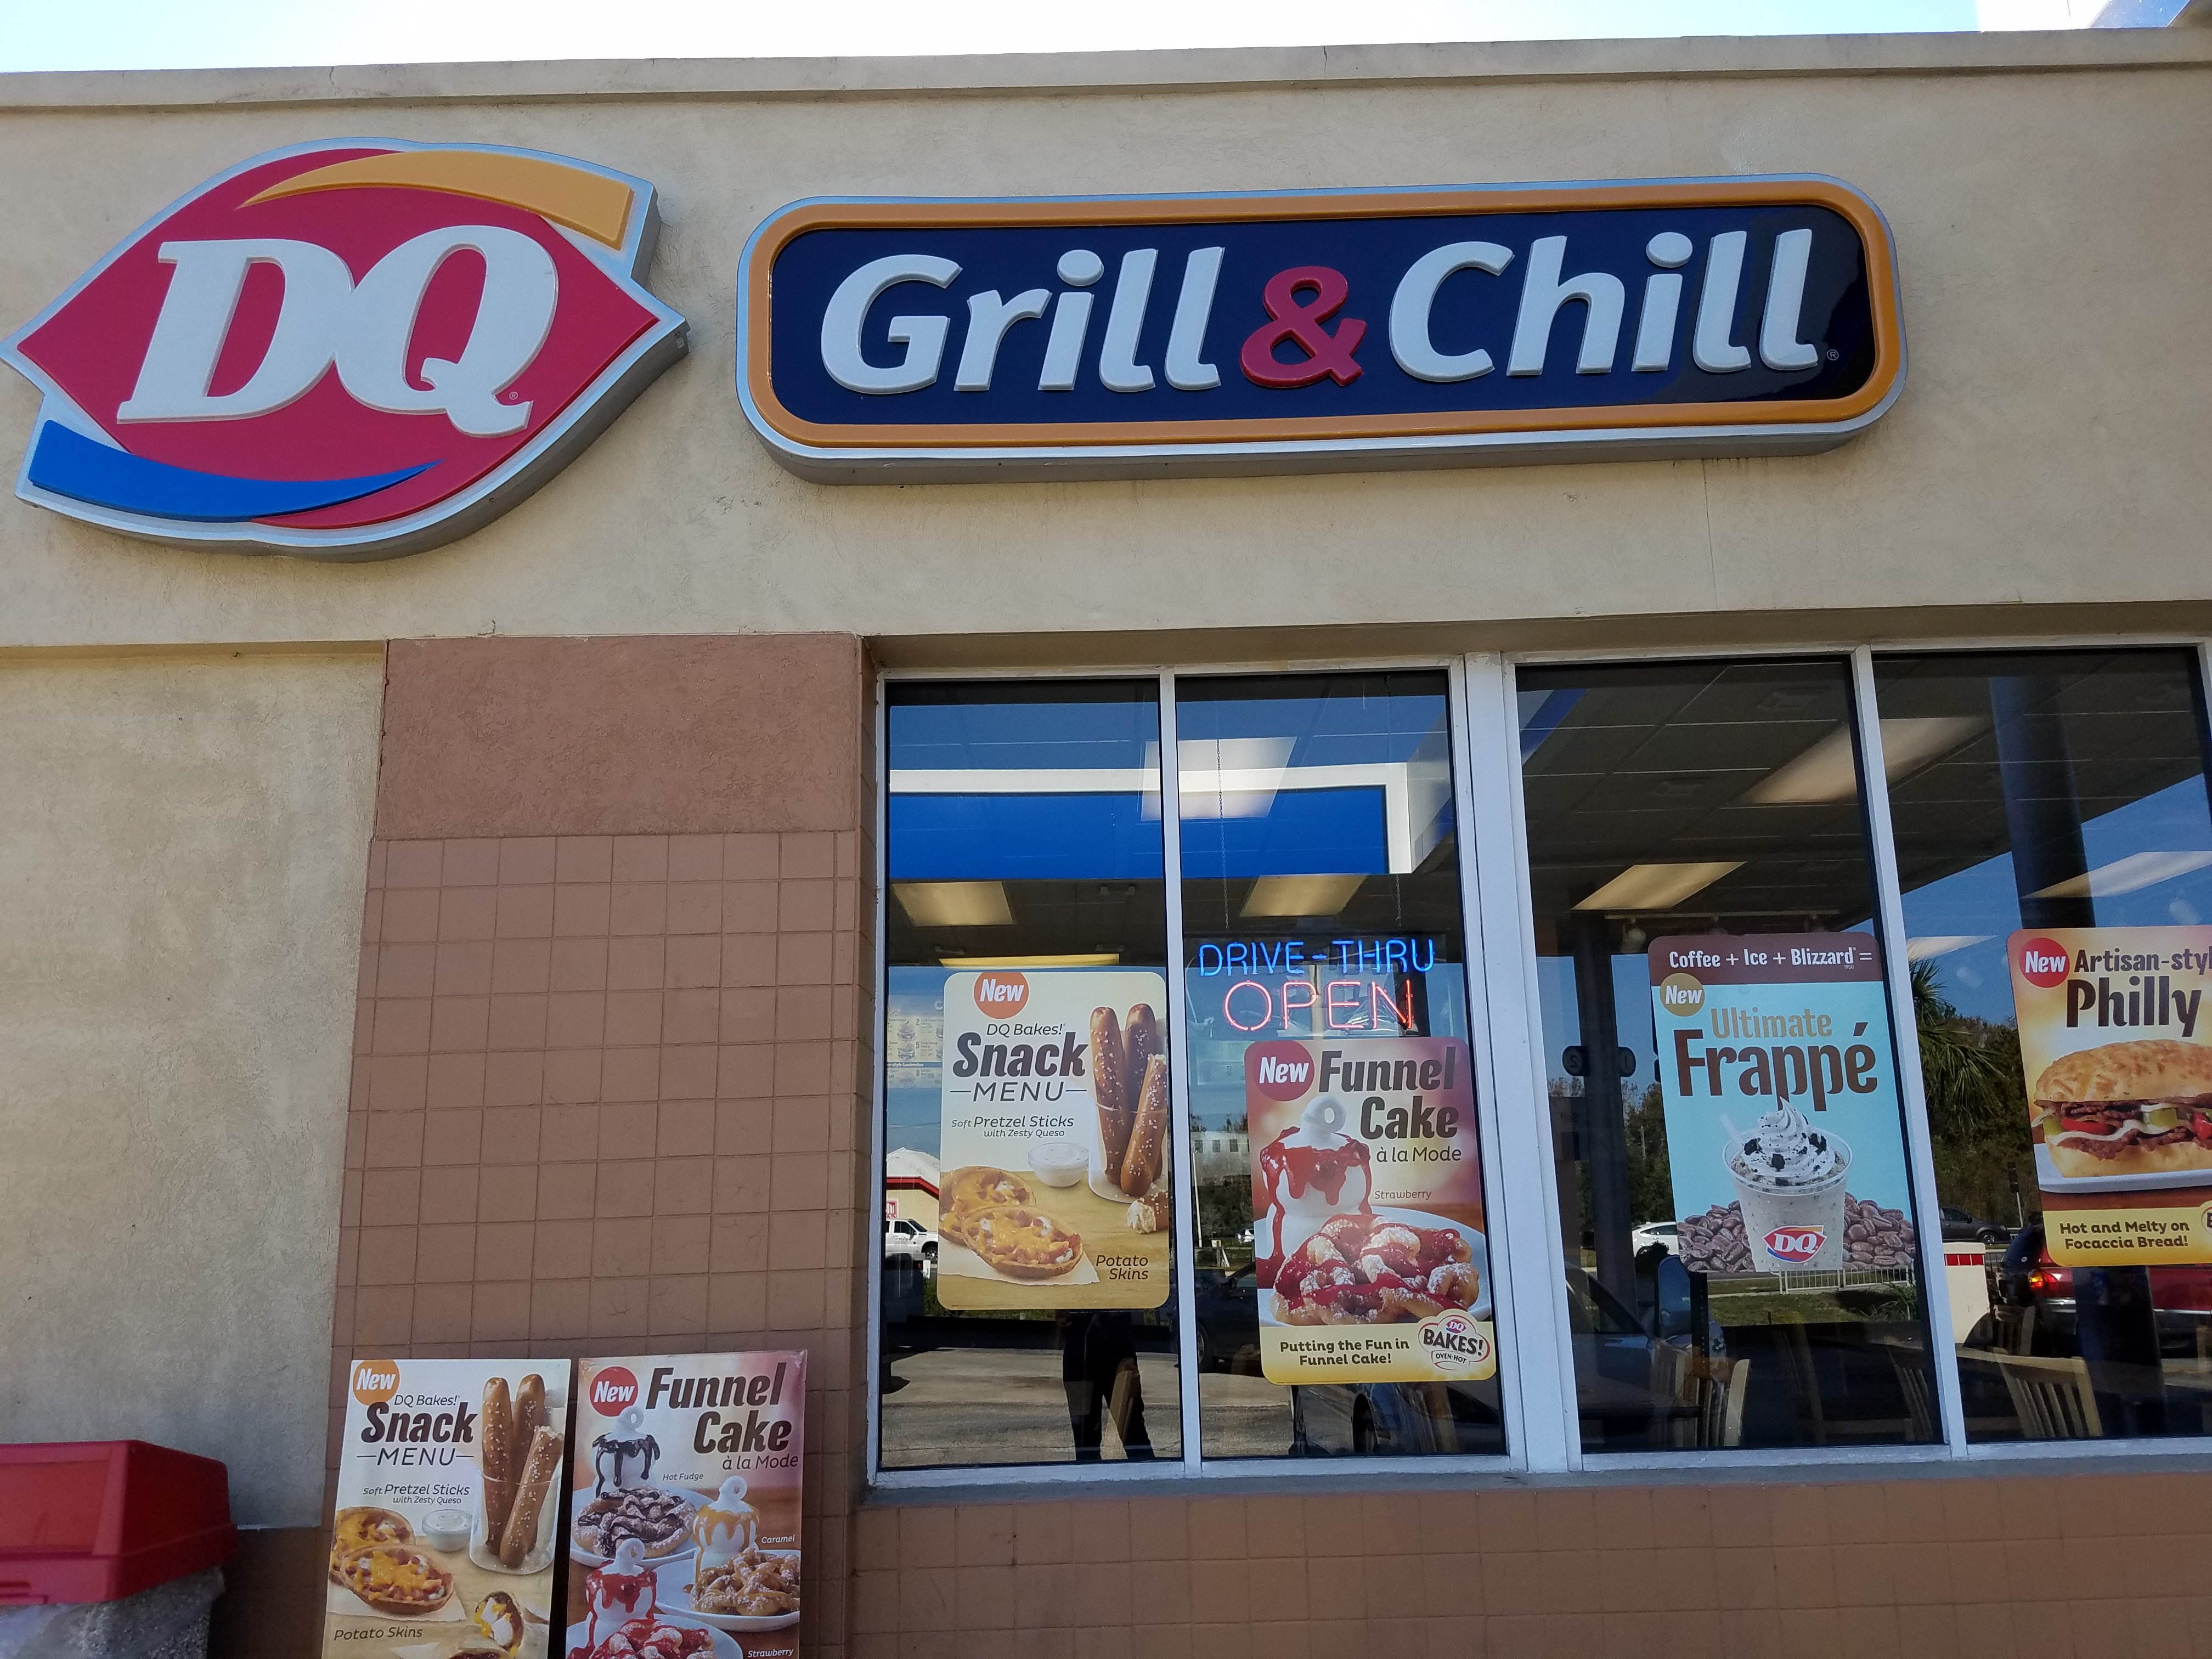 DQ®
Grill & Chill®
DRIVE-THRU
OPEN
New
DQ Bakes!
Snack
MENU
Soft Pretzel Sticks
with Zesty Queso
Potato
Skins
New
Funnel
Cake
à la Mode
Strawberry
Putting the Fun in
Funnel Cake!
DQ
BAKES!
OVEN-HOT
Coffee + Ice + Blizzard® =
New
Ultimate
Frappé
DQ
New
Artisan-styl
Philly
Hot and Melty on
Focaccia Bread!
New
DQ Bakes!
Snack
MENU
Soft Pretzel Sticks
with Zesty Queso
Potato Skins
New
Funnel
Cake
à la Mode
Hot Fudge
Caramel
Strawberry